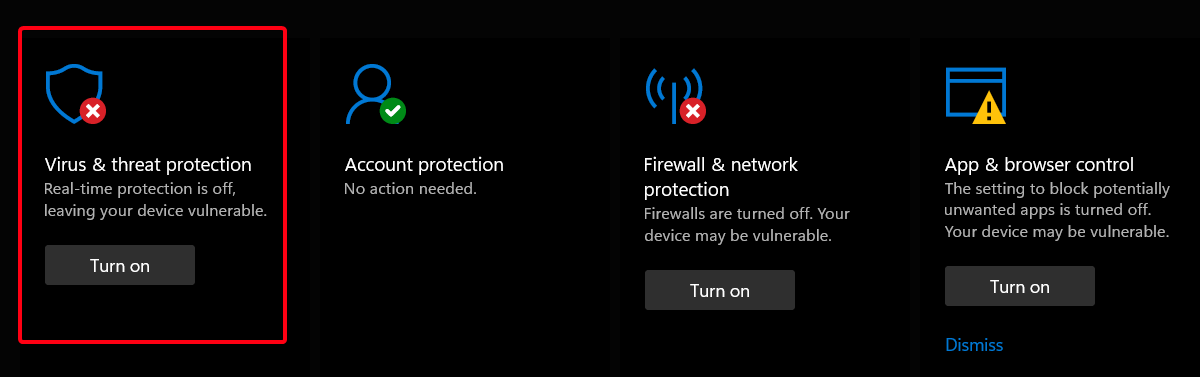 Virus & threat protection
Real-time protection is off,
leaving your device vulnerable.
Turn on
Account protection
No action needed.
Firewall & network
protection
Firewalls are turned off. Your
device may be vulnerable.
Turn on
App & browser control
The setting to block potentially
unwanted apps is turned off.
Your device may be vulnerable.
Turn on
Dismiss